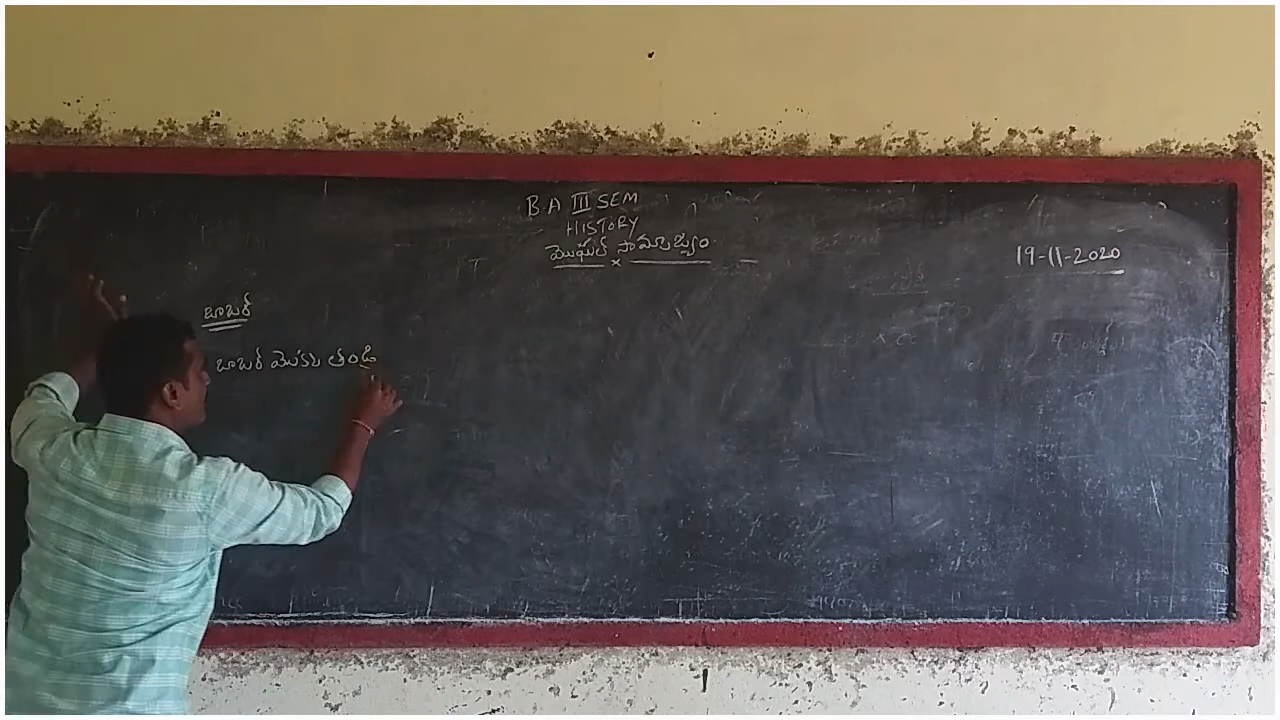 B A III SEM
HISTORY
మొఘల్ సామ్రాజ్యం
19-11-2020
బాబర్
బాబర్ యొక్క తండ్రి